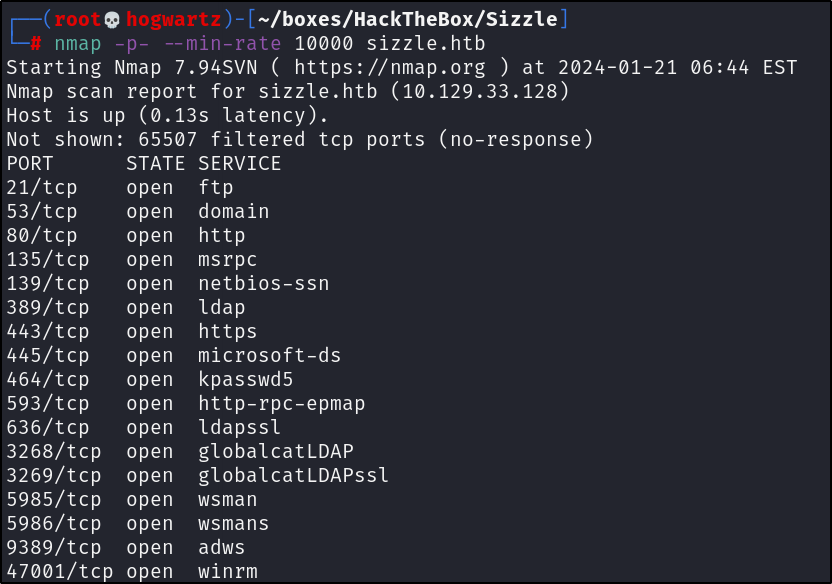 ┌──(root💀hogwartz)-[~/boxes/HackTheBox/Sizzle]
└─# nmap -p- --min-rate 10000 sizzle.htb
Starting Nmap 7.94SVN ( https://nmap.org ) at 2024-01-21 06:44 EST
Nmap scan report for sizzle.htb (10.129.33.128)
Host is up (0.13s latency).
Not shown: 65507 filtered tcp ports (no-response)
PORT      STATE SERVICE
21/tcp    open  ftp
53/tcp    open  domain
80/tcp    open  http
135/tcp   open  msrpc
139/tcp   open  netbios-ssn
389/tcp   open  ldap
443/tcp   open  https
445/tcp   open  microsoft-ds
464/tcp   open  kpasswd5
593/tcp   open  http-rpc-epmap
636/tcp   open  ldapssl
3268/tcp  open  globalcatLDAP
3269/tcp  open  globalcatLDAPssl
5985/tcp  open  wsman
5986/tcp  open  wsmans
9389/tcp  open  adws
47001/tcp open  winrm